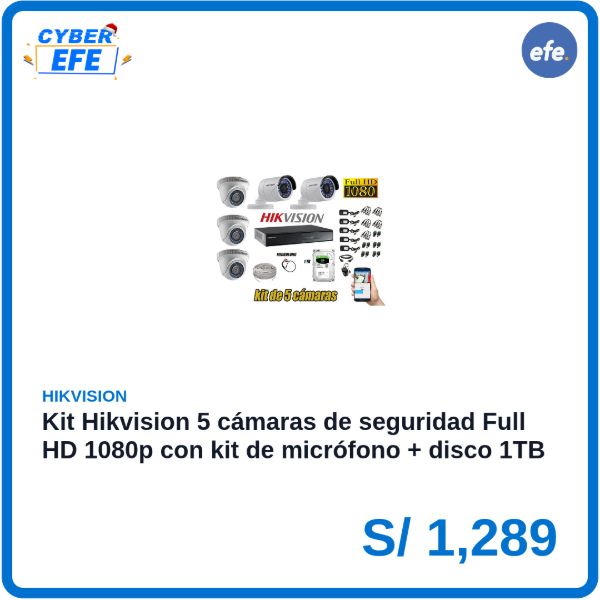 CYBER
EFE
efe.
Full HD
1080
HIKVISION
kit de 5 cámaras
HIKVISION
Kit Hikvision 5 cámaras de seguridad Full
HD 1080p con kit de micrófono + disco 1TB
S/ 1,289